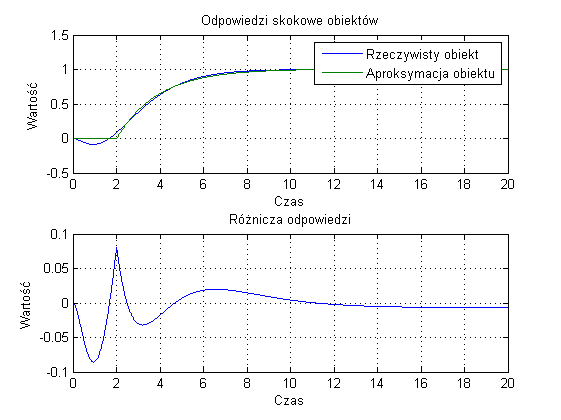 Odpowiedzi skokowe obiektów
1.5
1
0.5
0
-0.5
Wartość
Rzeczywisty obiekt
Aproksymacja obiektu
0 2 4 6 8 10 12 14 16 18 20
Czas
Różnicza odpowiedzi
0.1
0.05
0
-0.05
-0.1
Wartość
0 2 4 6 8 10 12 14 16 18 20
Czas